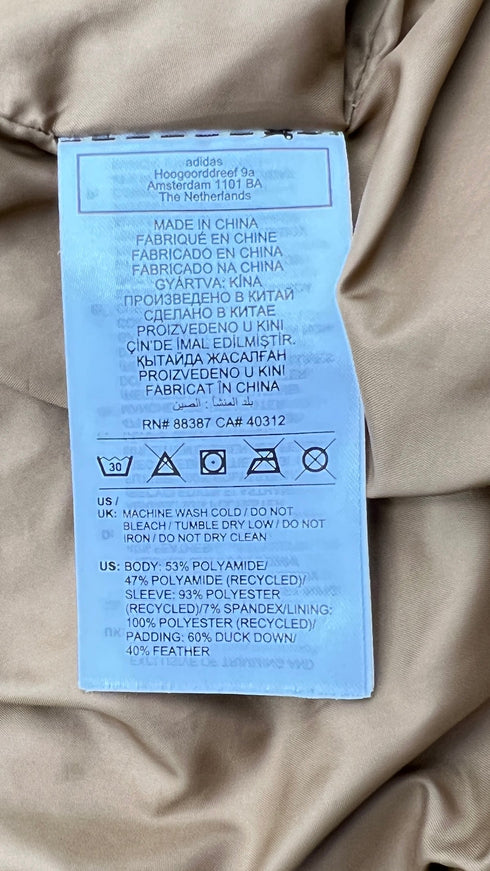 adidas
Hoogoorddreef 9a
Amsterdam 1101 BA
The Netherlands
MADE IN CHINA
FABRIQUÉ EN CHINE
FABRICADO EN CHINA
FABRICADO NA CHINA
GYÁRTVA: KÍNA
ПРОИЗВЕДЕНО В КИТАЙ
СДЕЛАНО В КИТАЕ
PROIZVEDENO U KINI
ÇİN'DE İMAL EDİLMİŞTİR.
ҚЫТАЙДА ЖАСАЛҒАН
PROIZVEDENO U KINI
FABRICAT ÎN CHINA
بلد المنشأ : الصين
RN# 88387 CA# 40312
30
US /
UK: MACHINE WASH COLD / DO NOT
BLEACH / TUMBLE DRY LOW / DO NOT
IRON / DO NOT DRY CLEAN
US: BODY: 53% POLYAMIDE/
47% POLYAMIDE (RECYCLED)/
SLEEVE: 93% POLYESTER
(RECYCLED)/7% SPANDEX/LINING:
100% POLYESTER (RECYCLED)/
PADDING: 60% DUCK DOWN/
40% FEATHER